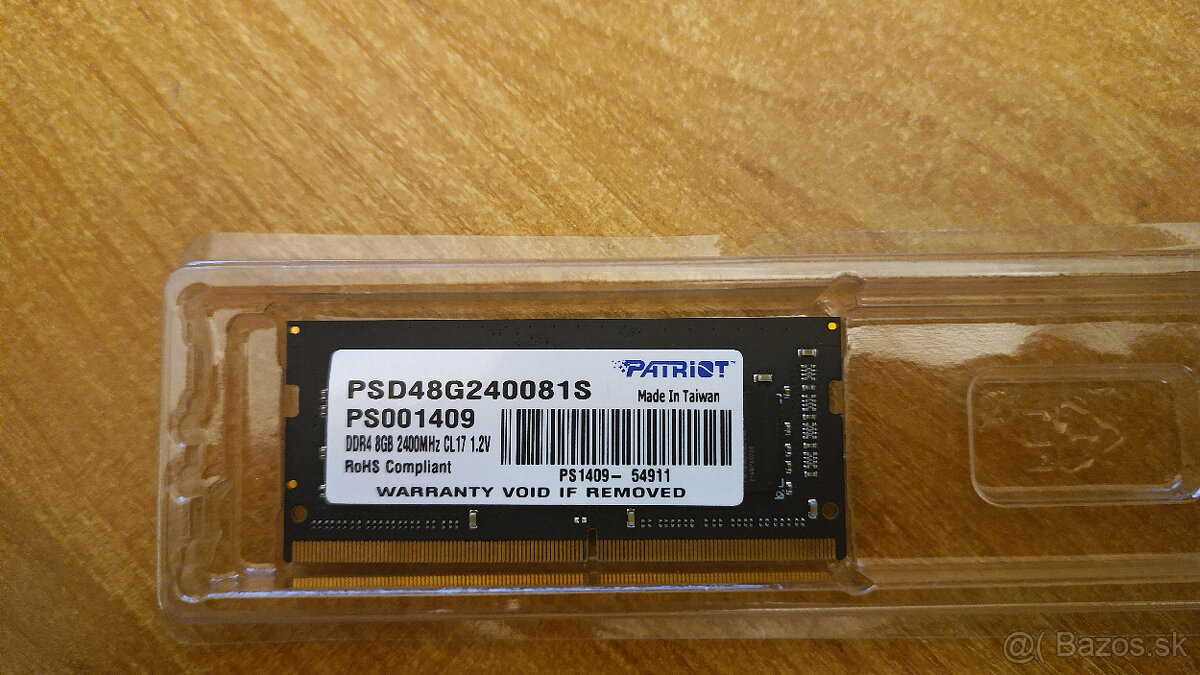 PATRIOT™
PSD48G240081S
Made In Taiwan
PS001409
DDR4 8GB 2400MHz CL17 1.2V
RoHS Compliant
PS1409- 54911
WARRANTY VOID IF REMOVED
@( Bazos.sk